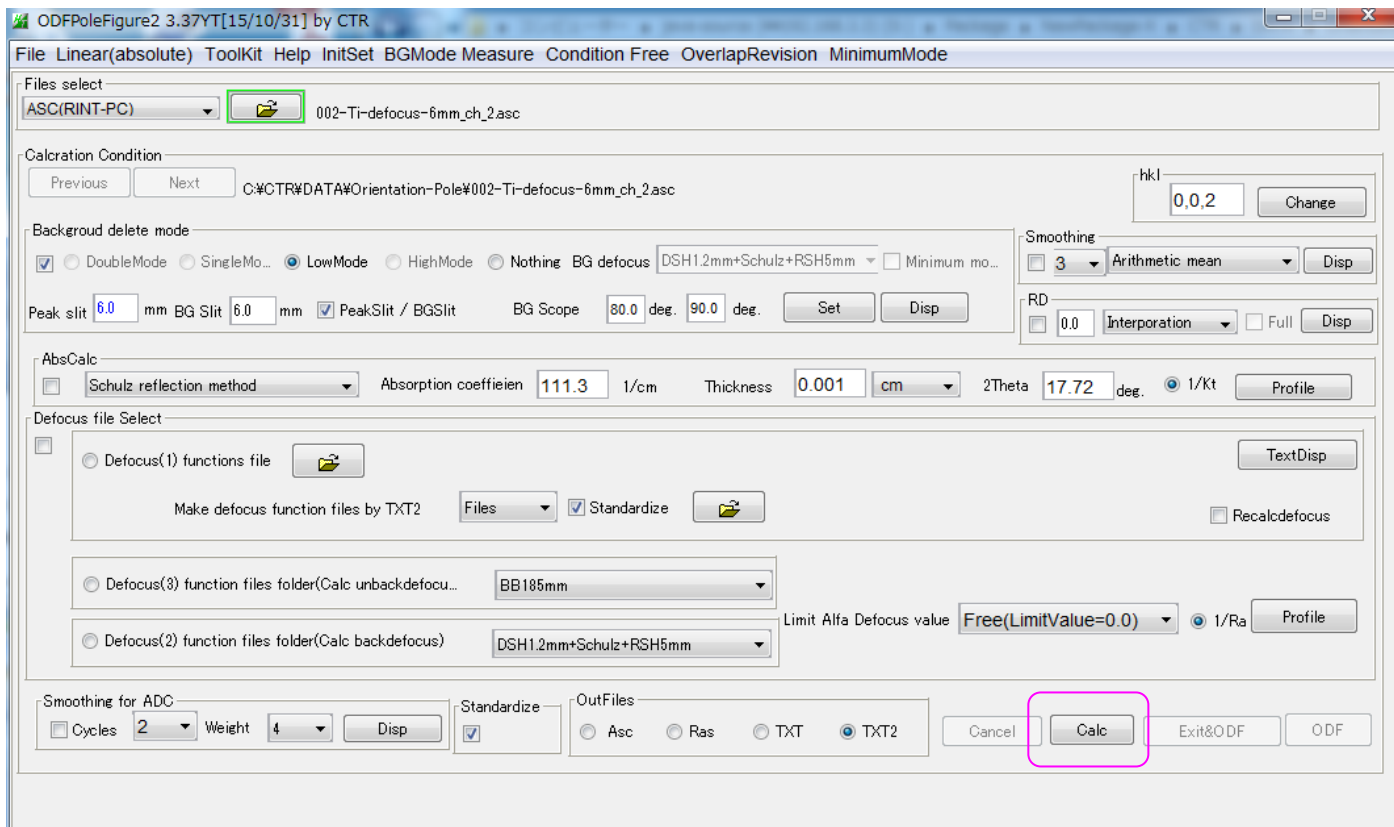 ODFPoleFigure2 3.37YT[15/10/31] by CTR
File Linear(absolute) ToolKit Help InitSet BGMode Measure Condition Free OverlapRevision MinimumMode
Files select
ASC(RINT-PC) 002-Ti-defocus-6mm_ch_2.asc
Calcration Condition
Previous Next C:¥CTR¥DATA¥Orientation-Pole¥002-Ti-defocus-6mm_ch_2.asc
hkl
0,0,2 Change
Backgroud delete mode
DoubleMode SingleMo... LowMode HighMode Nothing BG defocus DSH1.2mm+Schulz+RSH5mm Minimum mo...
Peak slit 6.0 mm BG Slit 6.0 mm PeakSlit / BGSlit BG Scope 80.0 deg. 90.0 deg. Set Disp
Smoothing
3 Arithmetic mean Disp
RD
0.0 Interporation Full Disp
AbsCalc
Schulz reflection method Absorption coeffieien 111.3 1/cm Thickness 0.001 cm 2Theta 17.72 deg. 1/Kt Profile
Defocus file Select
Defocus(1) functions file TextDisp
Make defocus function files by TXT2 Files Standardize Recalcdefocus
Defocus(3) function files folder(Calc unbackdefocu... BB185mm
Limit Alfa Defocus value Free(LimitValue=0.0) 1/Ra Profile
Defocus(2) function files folder(Calc backdefocus) DSH1.2mm+Schulz+RSH5mm
Smoothing for ADC
Cycles 2 Weight 4 Disp
Standardize
OutFiles
Asc Ras TXT TXT2
Cancel Calc Exit&ODF ODF